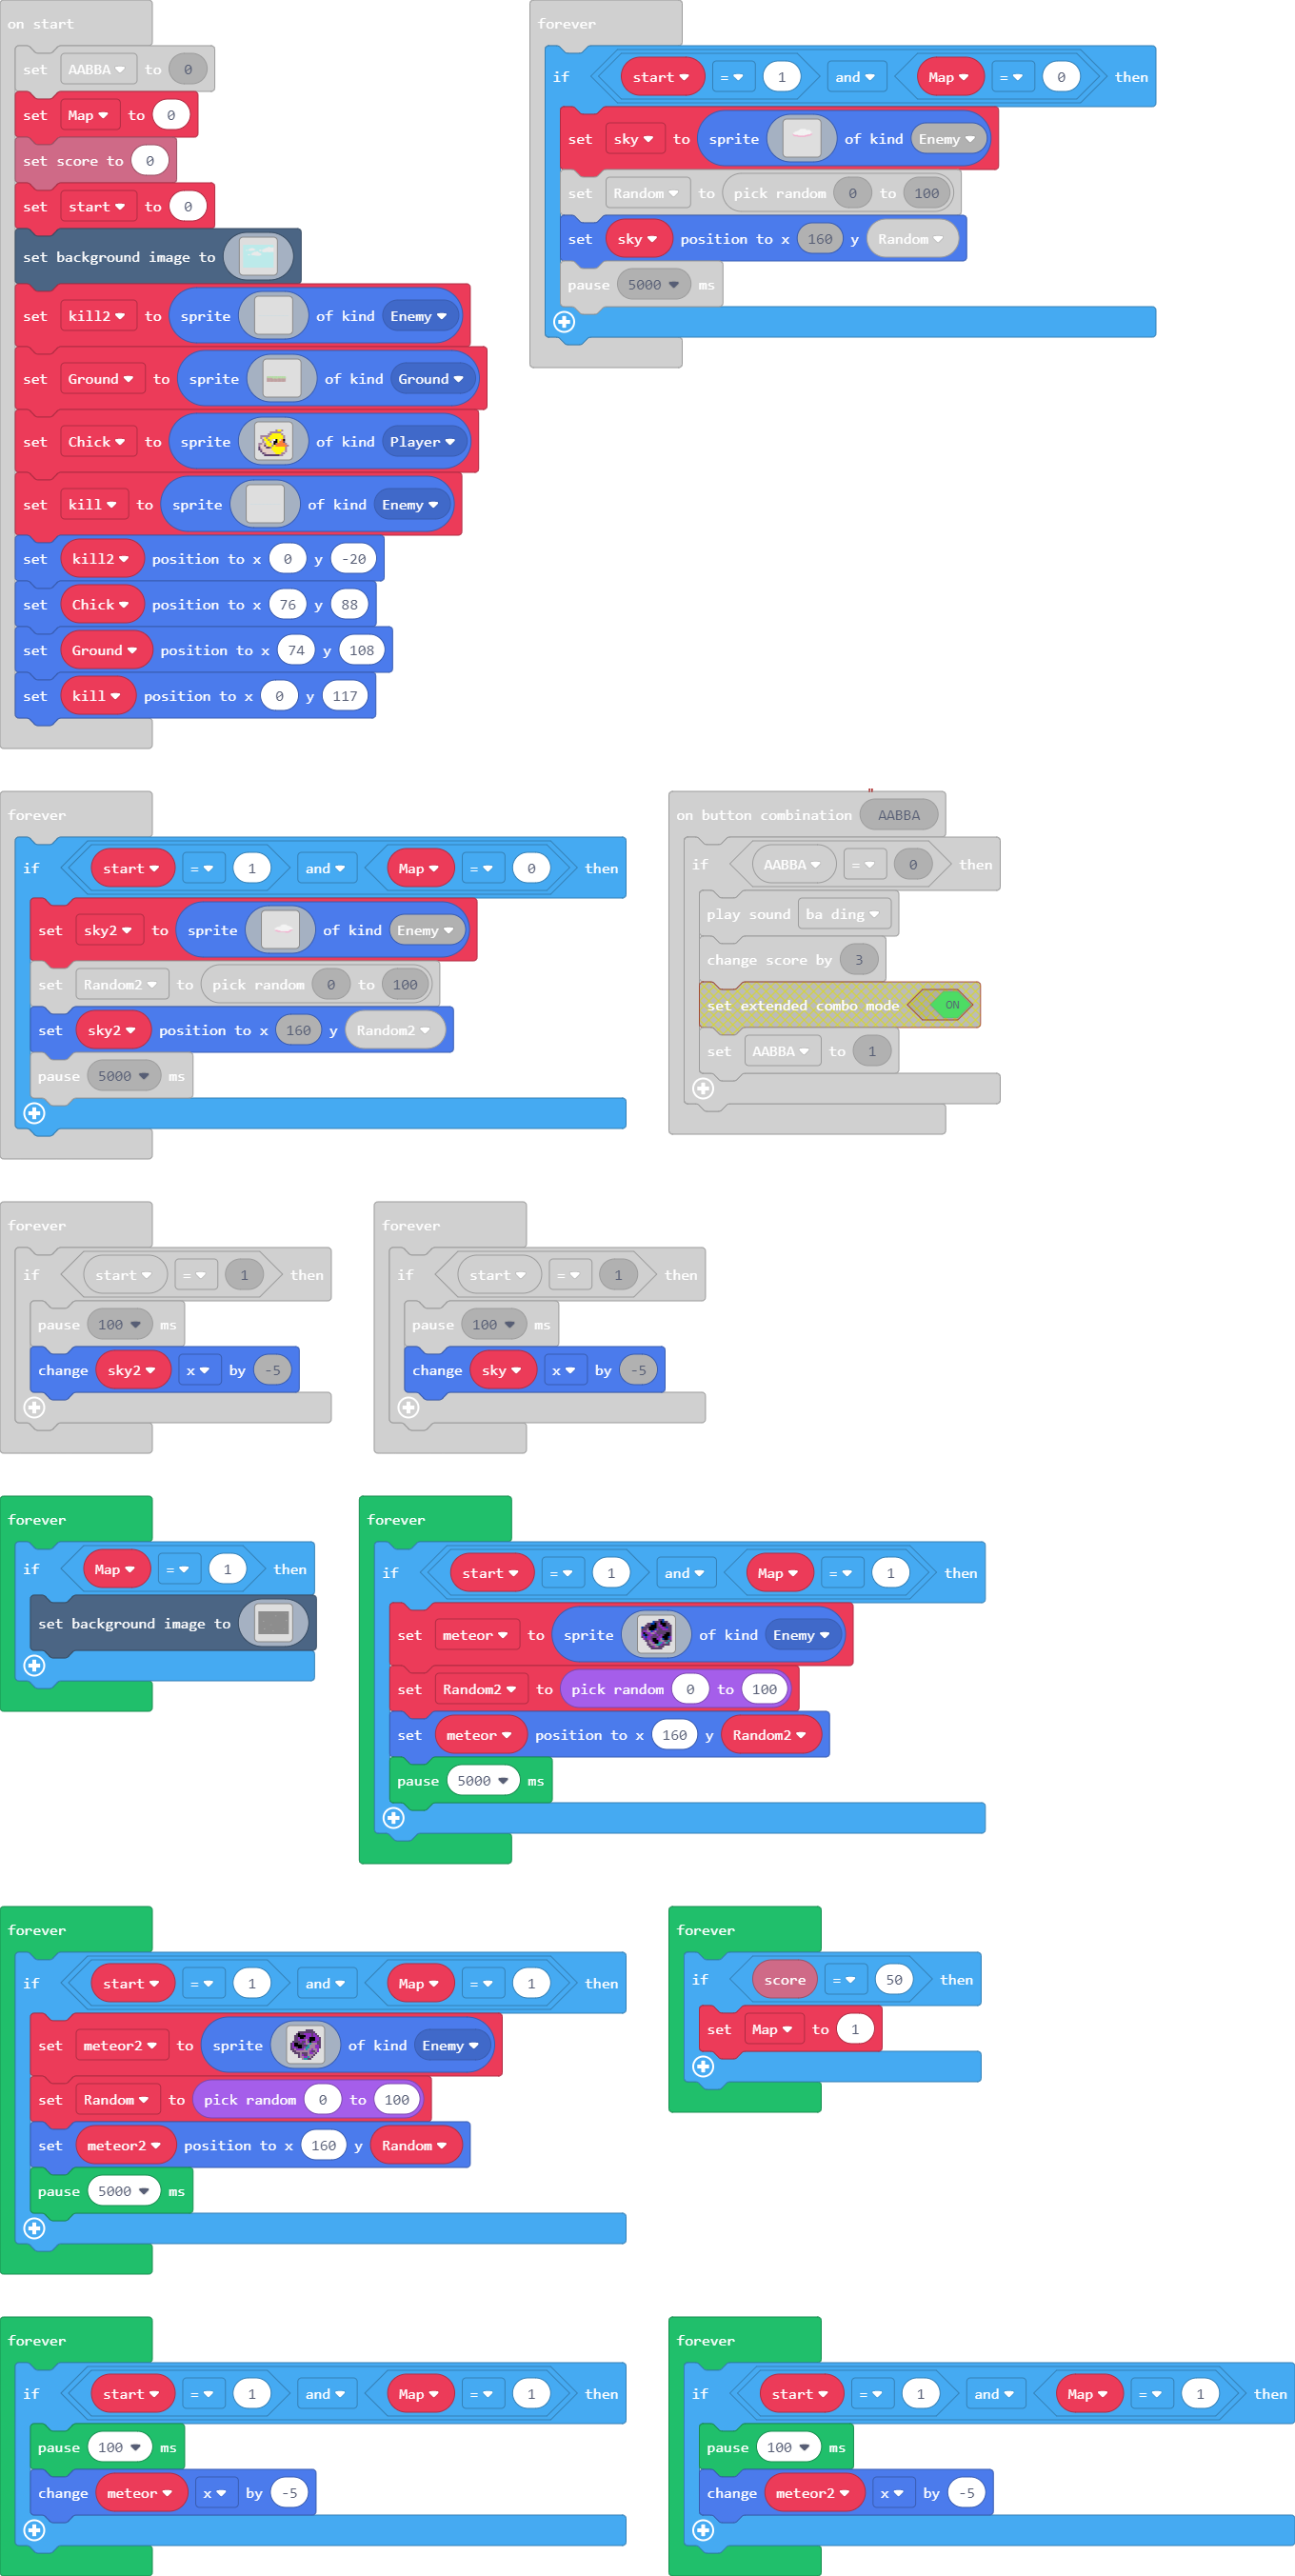 on start
set AABBA to 0
set Map to 0
set score to 0
set start to 0
set background image to
set kill2 to sprite of kind Enemy
set Ground to sprite of kind Ground
set Chick to sprite of kind Player
set kill to sprite of kind Enemy
set kill2 position to x 0 y -20
set Chick position to x 76 y 88
set Ground position to x 74 y 108
set kill position to x 0 y 117
forever
if start = 1 and Map = 0 then
set sky to sprite of kind Enemy
set Random to pick random 0 to 100
set sky position to x 160 y Random
pause 5000 ms
forever
if start = 1 and Map = 0 then
set sky2 to sprite of kind Enemy
set Random2 to pick random 0 to 100
set sky2 position to x 160 y Random2
pause 5000 ms
on button combination AABBA "
if AABBA = 0 then
play sound ba ding
change score by 3
set extended combo mode ON
set AABBA to 1
forever
if start = 1 then
pause 100 ms
change sky2 x by -5
forever
if start = 1 then
pause 100 ms
change sky x by -5
forever
if Map = 1 then
set background image to
forever
if start = 1 and Map = 1 then
set meteor to sprite of kind Enemy
set Random2 to pick random 0 to 100
set meteor position to x 160 y Random2
pause 5000 ms
forever
if start = 1 and Map = 1 then
set meteor2 to sprite of kind Enemy
set Random to pick random 0 to 100
set meteor2 position to x 160 y Random
pause 5000 ms
forever
if score = 50 then
set Map to 1
forever
if start = 1 and Map = 1 then
pause 100 ms
change meteor x by -5
forever
if start = 1 and Map = 1 then
pause 100 ms
change meteor2 x by -5